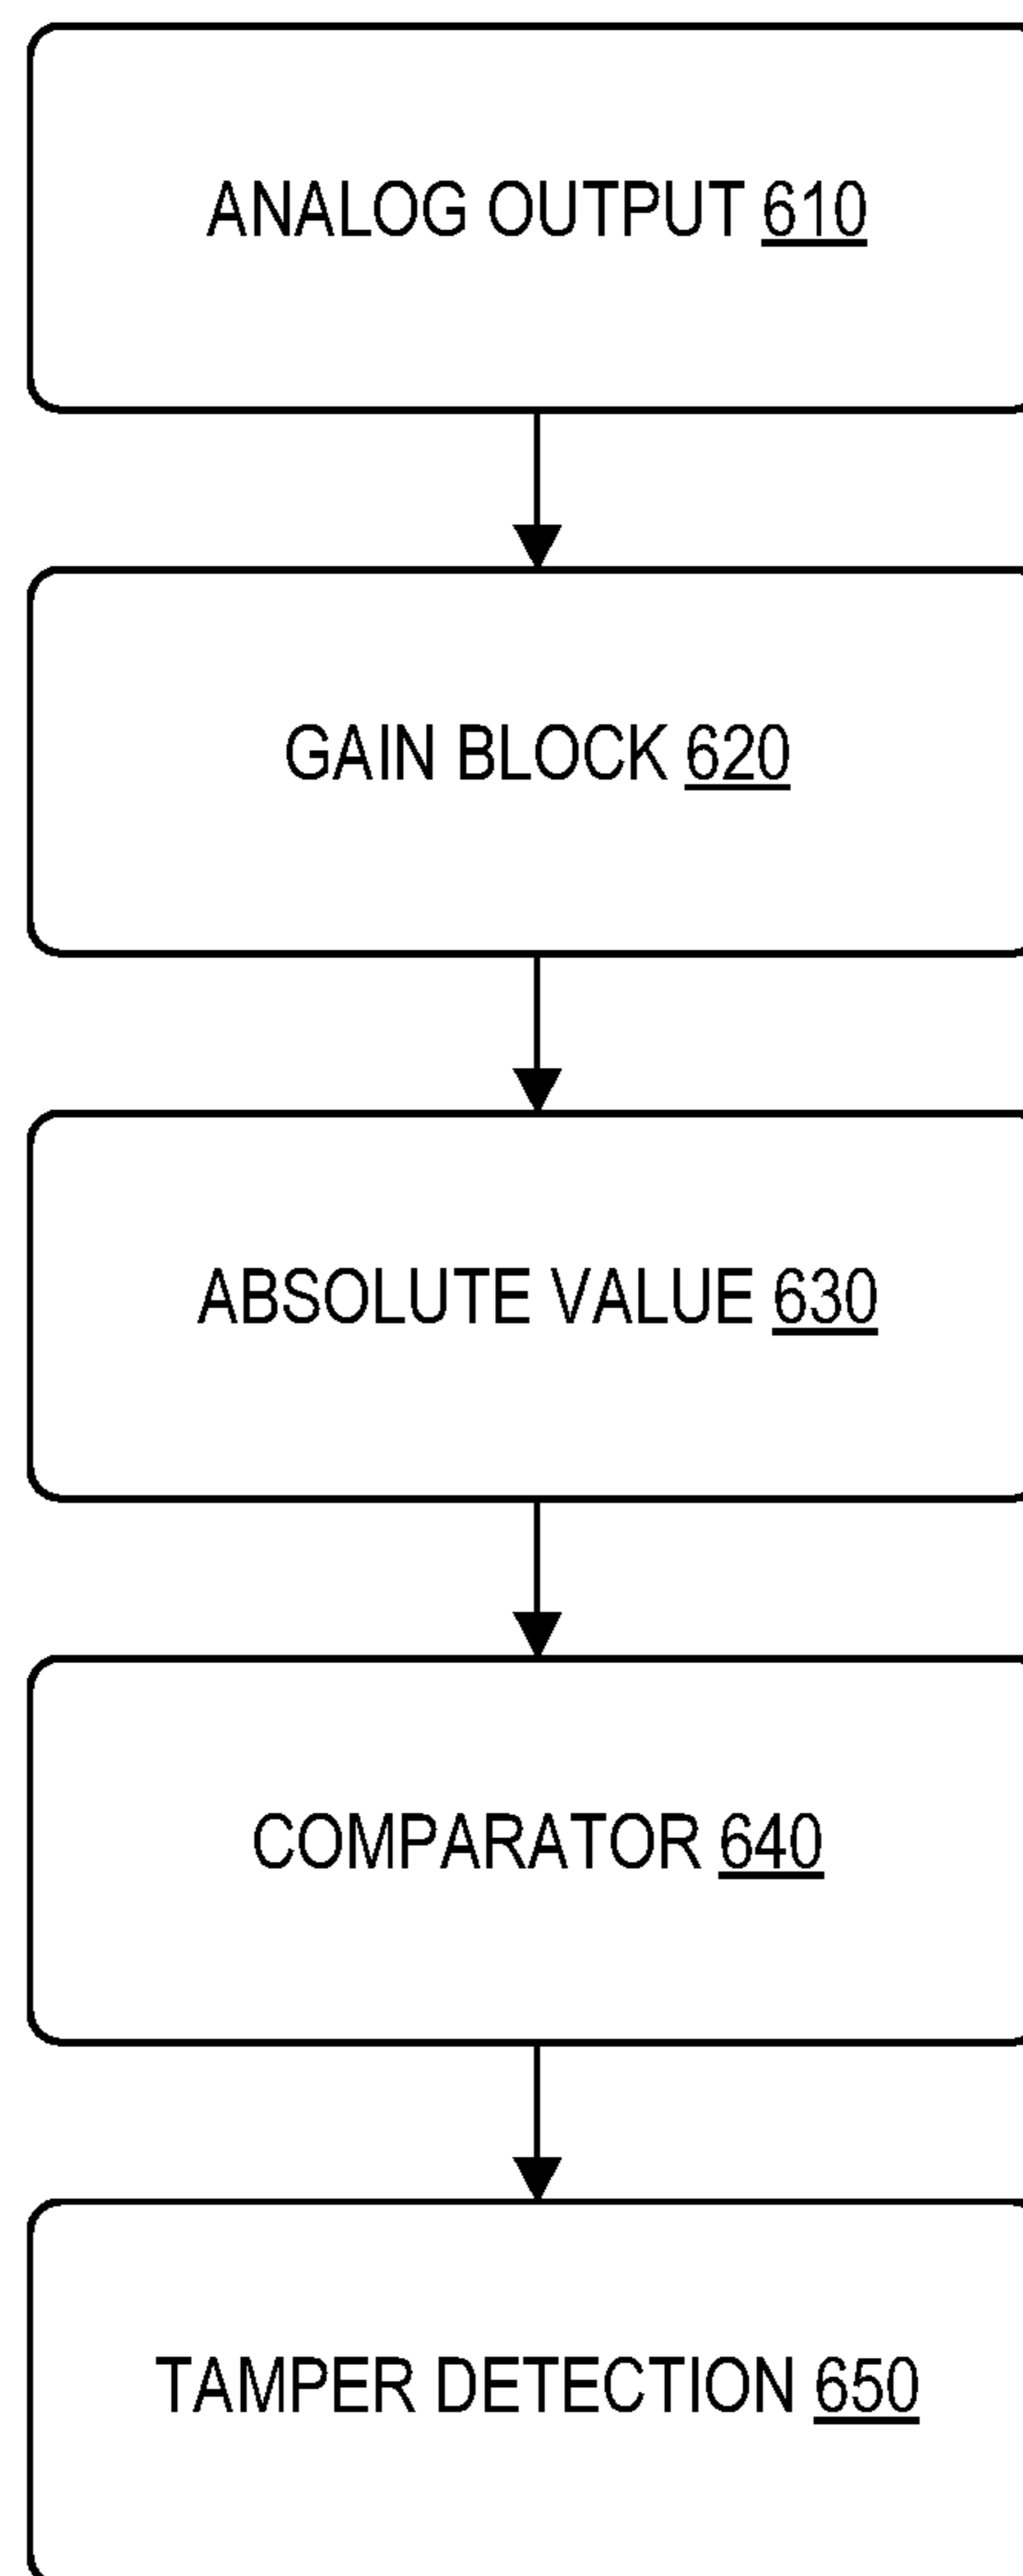 ANALOG OUTPUT 610
GAIN BLOCK 620
ABSOLUTE VALUE 630
COMPARATOR 640
TAMPER DETECTION 650